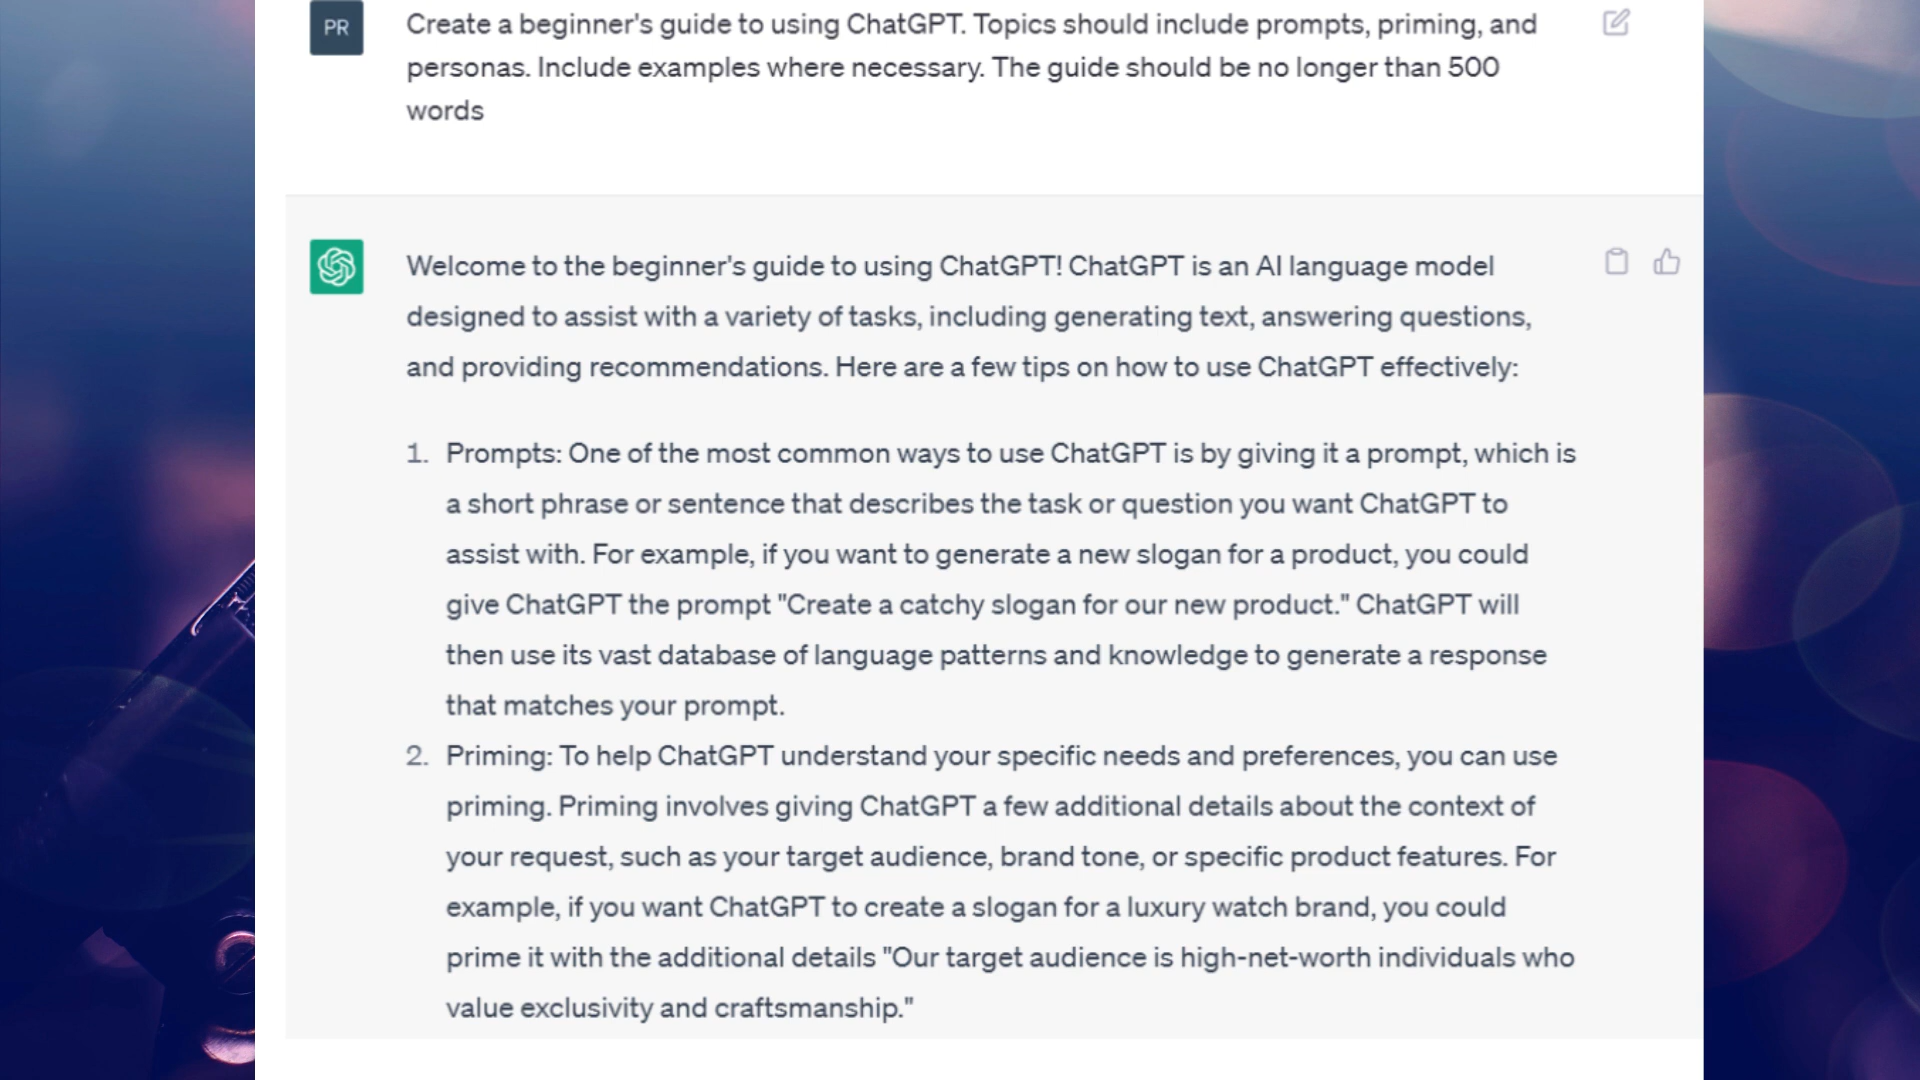 PR
Create a beginner's guide to using ChatGPT. Topics should include prompts, priming, and
personas. Include examples where necessary. The guide should be no longer than 500
words
Welcome to the beginner's guide to using ChatGPT! ChatGPT is an AI language model
designed to assist with a variety of tasks, including generating text, answering questions,
and providing recommendations. Here are a few tips on how to use ChatGPT effectively:
1. Prompts: One of the most common ways to use ChatGPT is by giving it a prompt, which is
a short phrase or sentence that describes the task or question you want ChatGPT to
assist with. For example, if you want to generate a new slogan for a product, you could
give ChatGPT the prompt "Create a catchy slogan for our new product." ChatGPT will
then use its vast database of language patterns and knowledge to generate a response
that matches your prompt.
2. Priming: To help ChatGPT understand your specific needs and preferences, you can use
priming. Priming involves giving ChatGPT a few additional details about the context of
your request, such as your target audience, brand tone, or specific product features. For
example, if you want ChatGPT to create a slogan for a luxury watch brand, you could
prime it with the additional details "Our target audience is high-net-worth individuals who
value exclusivity and craftsmanship."